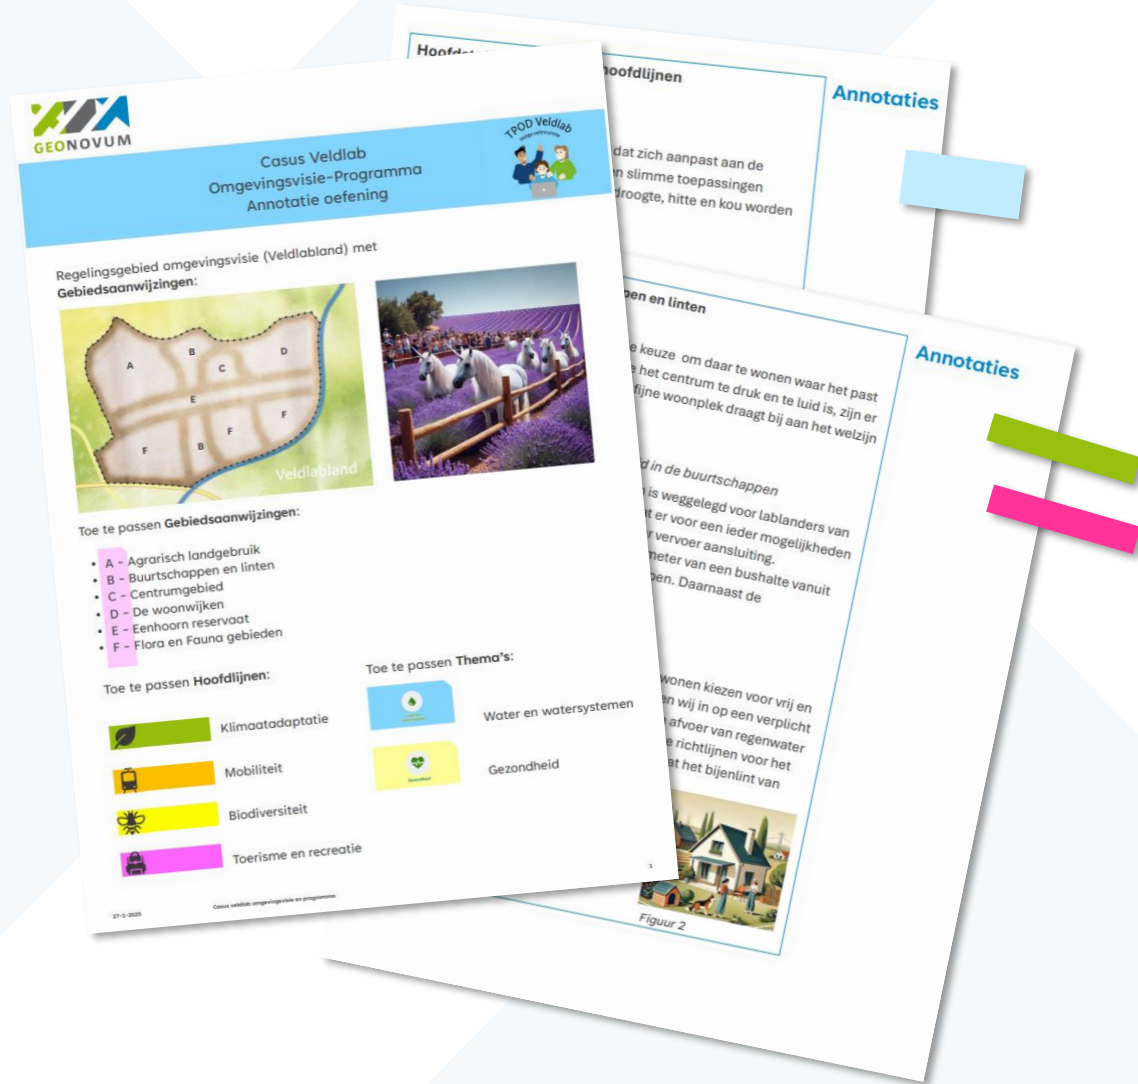 GEONOVUM
Casus Veldlab
Omgevingsvisie-Programma
Annotatie oefening
TPOD Veldlab
Regelingsgebied omgevingsvisie (Veldlabland) met
Gebiedsaanwijzingen:
A
B
C
D
E
F
B
F
F
Veldlabland
Toe te passen Gebiedsaanwijzingen:
• A - Agrarisch landgebruik
• B - Buurtschappen en linten
• C - Centrumgebied
• D - De woonwijken
• E - Eenhoorn reservaat
• F - Flora en Fauna gebieden
Toe te passen Hoofdlijnen:
Klimaatadaptatie
Mobiliteit
Biodiversiteit
Toerisme en recreatie
Toe te passen Thema's:
Water en watersystemen
Gezondheid
Gezondheid
27-1-2025
Casus veldlab omgevingsvisie en programma
1
hoofdlijnen
Annotaties
dat zich aanpast aan de
n slimme toepassingen
droogte, hitte en kou worden
pen en linten
Annotaties
e keuze om daar te wonen waar het past
e het centrum te druk en te luid is, zijn er
fijne woonplek draagt bij aan het welzijn
d in de buurtschappen
is weggelegd voor lablanders van
t er voor een ieder mogelijkheden
r vervoer aansluiting.
meter van een bushalte vanuit
pen. Daarnaast de
wonen kiezen voor vrij en
en wij in op een verplicht
afvoer van regenwater
e richtlijnen voor het
at het bijenlint van
Figuur 2